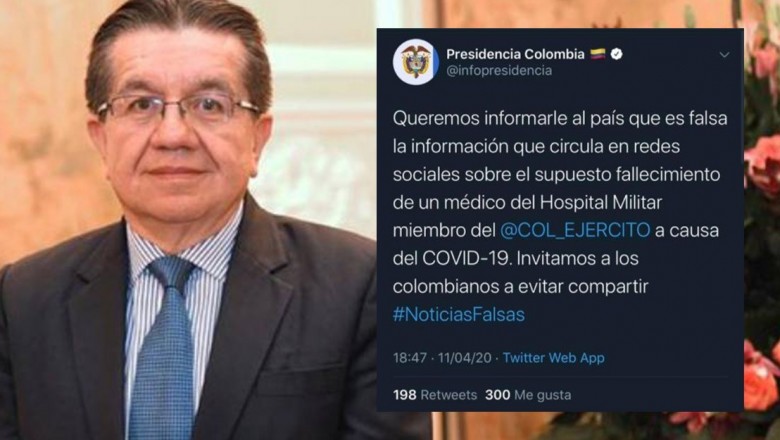 Presidencia Colombia 🇨🇴
@infopresidencia
Queremos informarle al país que es falsa
la información que circula en redes
sociales sobre el supuesto fallecimiento
de un médico del Hospital Militar
miembro del @COL_EJERCITO a causa
del COVID-19. Invitamos a los
colombianos a evitar compartir
#NoticiasFalsas
18:47 · 11/04/20 · Twitter Web App
198 Retweets 300 Me gusta